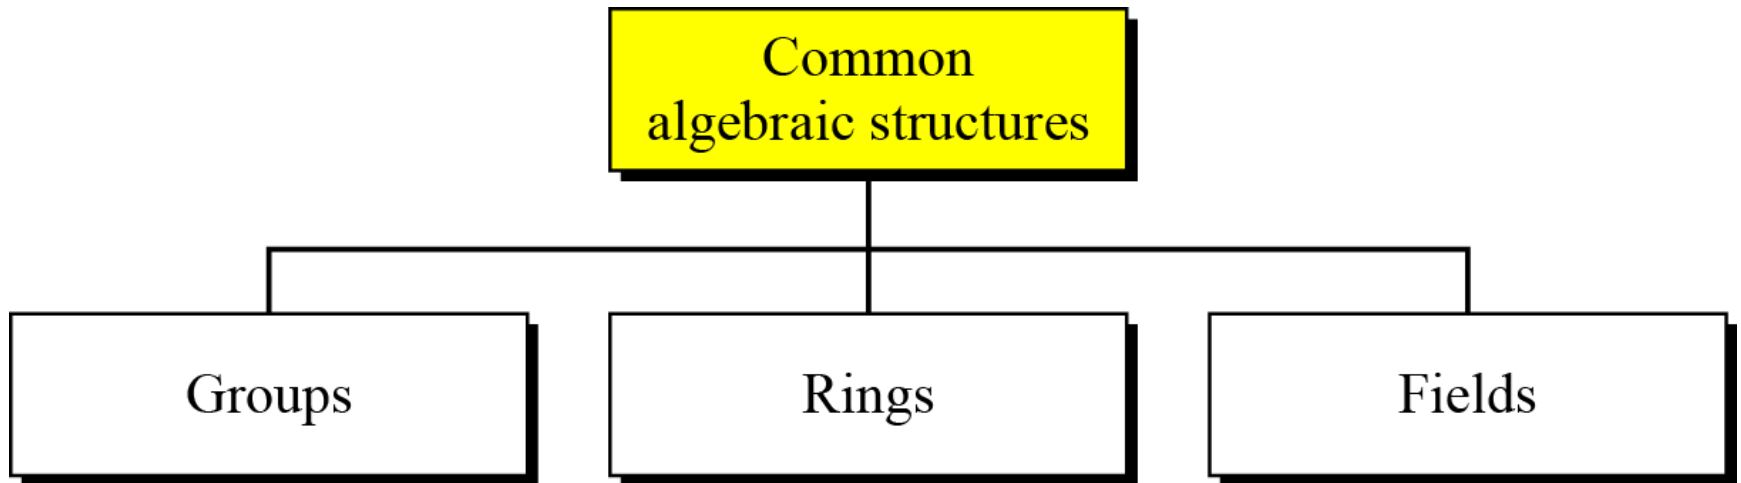 Common
algebraic structures
Groups
Rings
Fields